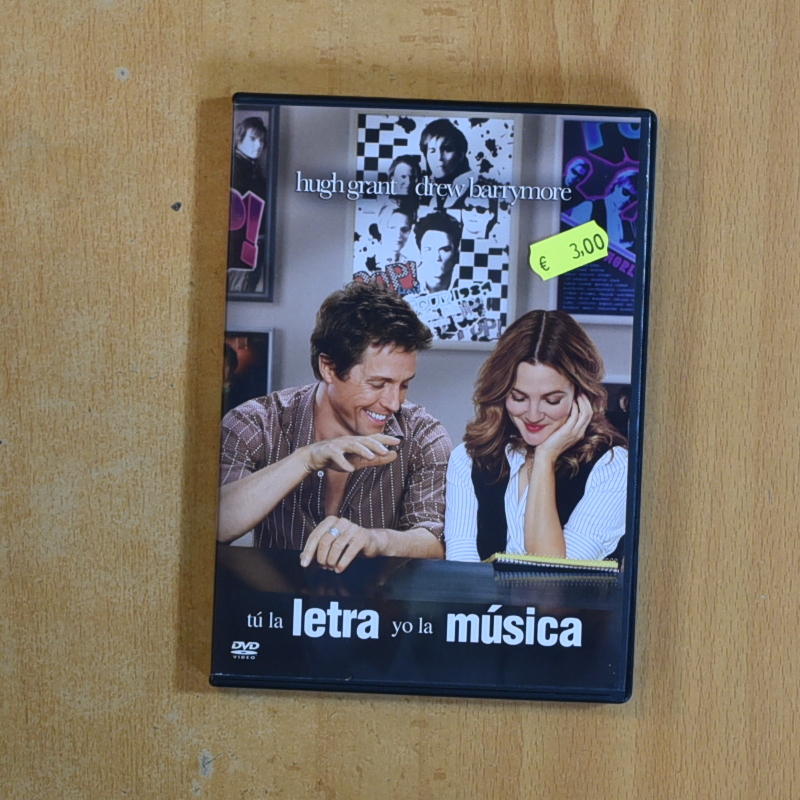 hugh grant drew barrymore
€ 3,00
tú la letra yo la música
DVD
VIDEO